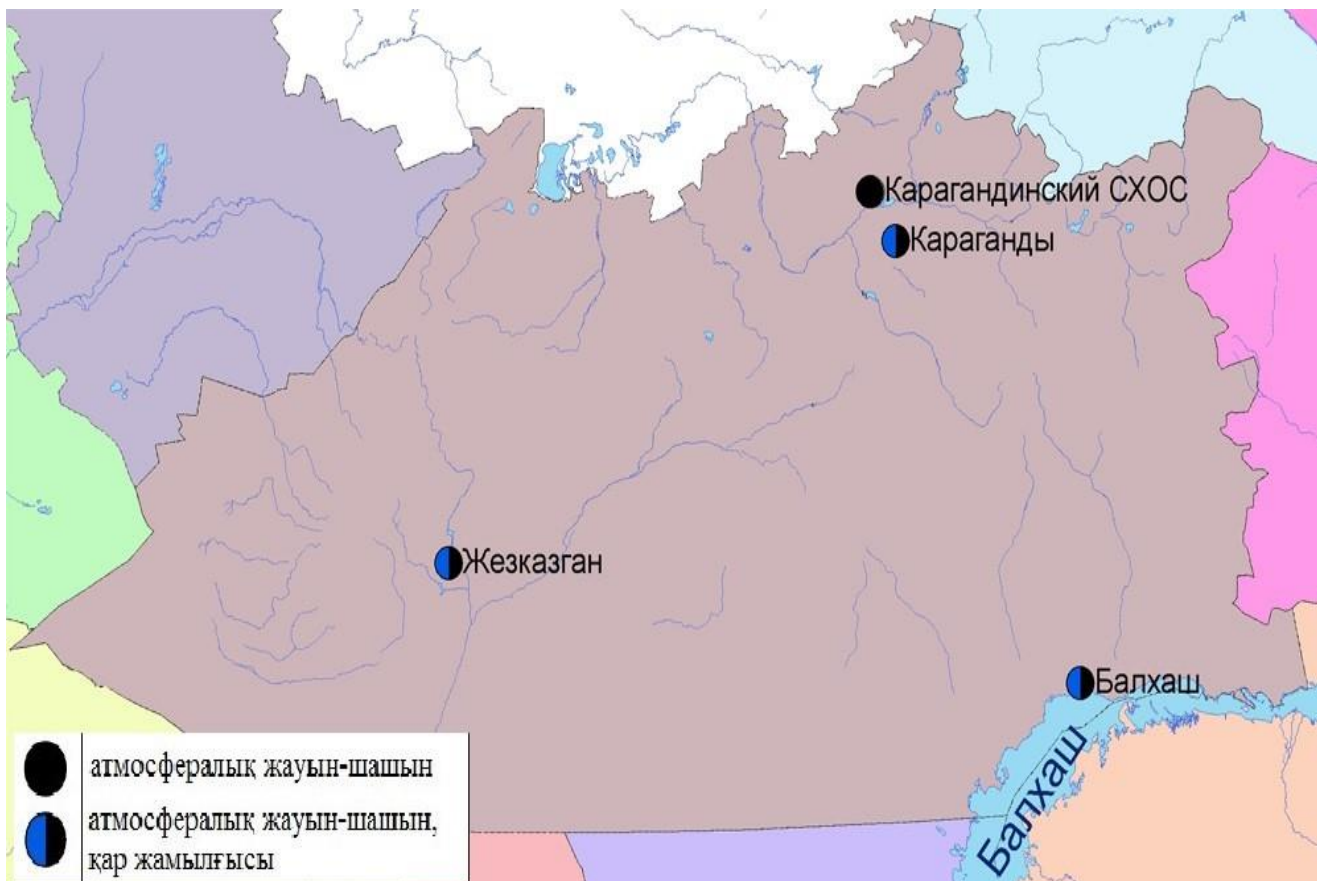 Карагандинский СХОС
Караганды
Жезказган
Балхаш
Балхаш
атмосфералық жауын-шашын
атмосфералық жауын-шашын,
қар жамылғысы